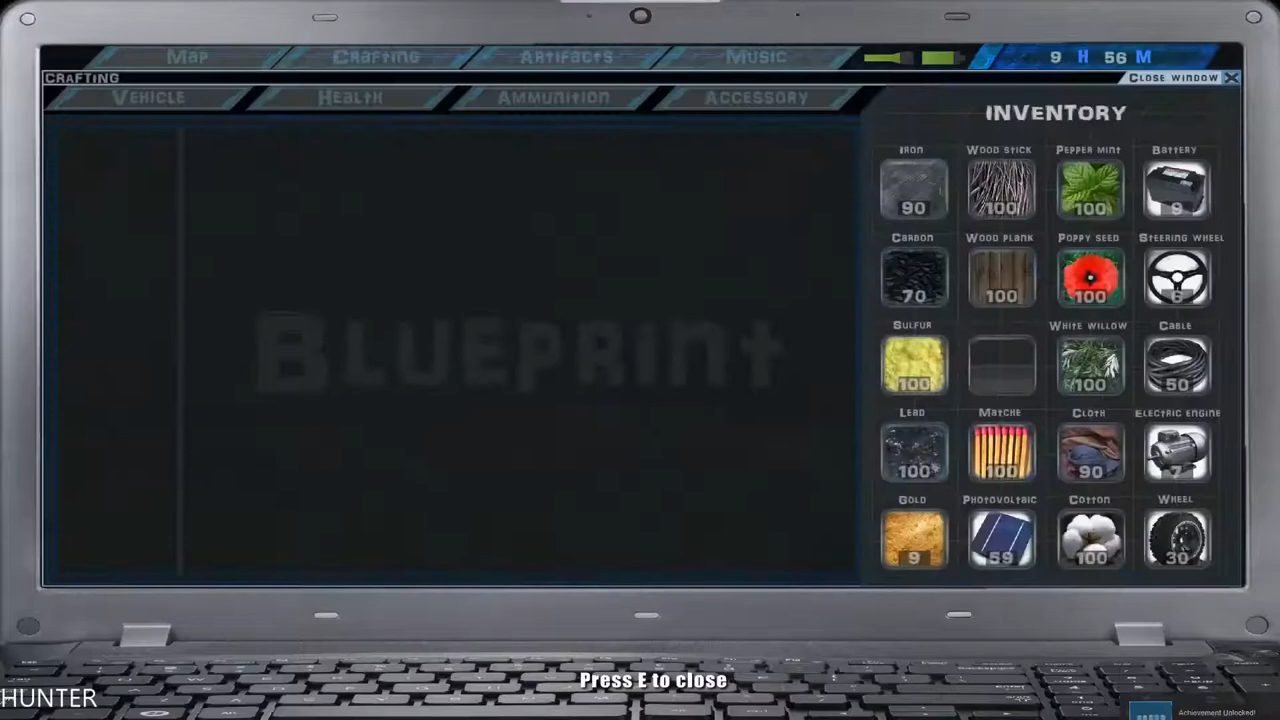 Map Crafting Artifacts Music 9 H 56 M
Crafting Close Window
Vehicle Health Ammunition Accessory
Inventory
Iron Wood Stick Pepper Mint Battery
90 100 100 9
Carbon Wood Plank Poppy Seed Steering Wheel
70 100 100 6
Sulfur White Willow Cable
100 100 50
Blueprint
Lead Matche Cloth Electric Engine
100 100 90 7
Gold Photovoltaic Cotton Wheel
9 59 100 30
Press E to close
HUNTER
Achievement Unlocked!